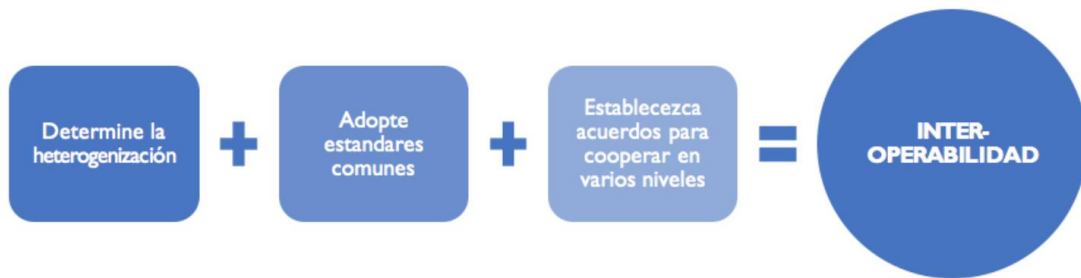 Determine la
heterogenización
+
Adopte
estandares
comunes
+
Establecezca
acuerdos para
cooperar en
varios niveles
=
INTER-
OPERABILIDAD